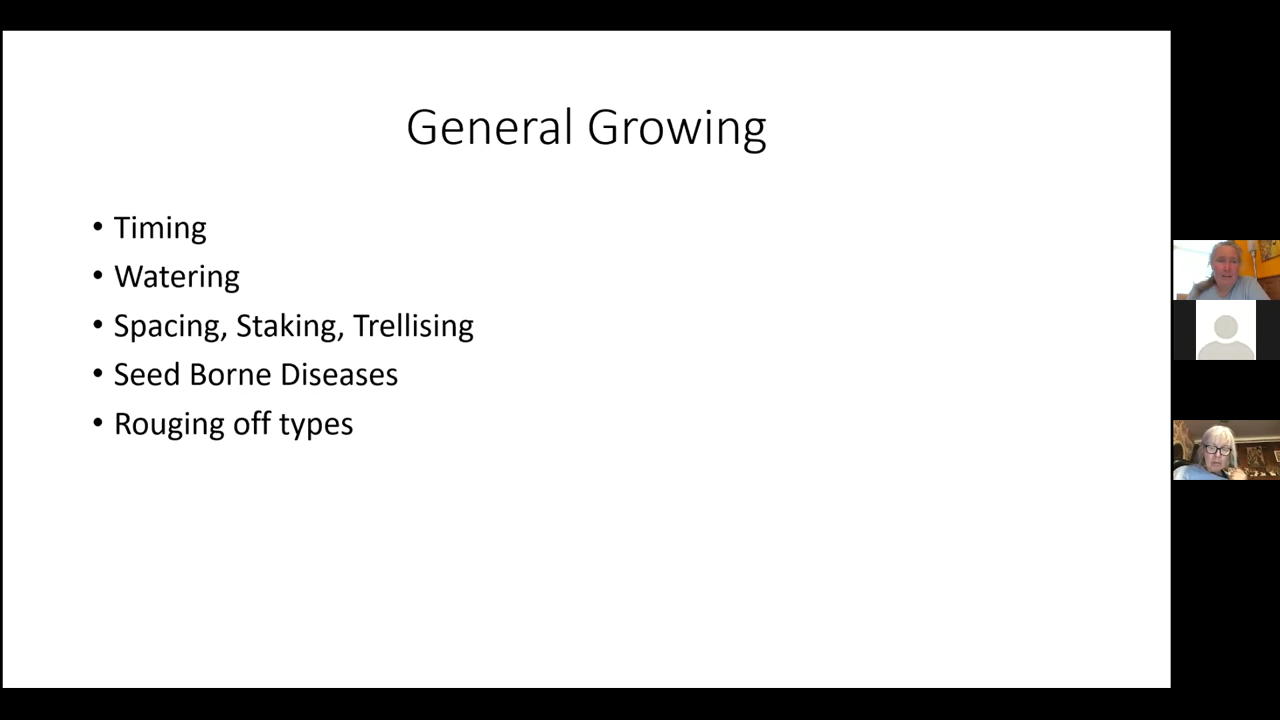 General Growing
• Timing
• Watering
• Spacing, Staking, Trellising
• Seed Borne Diseases
• Rouging off types